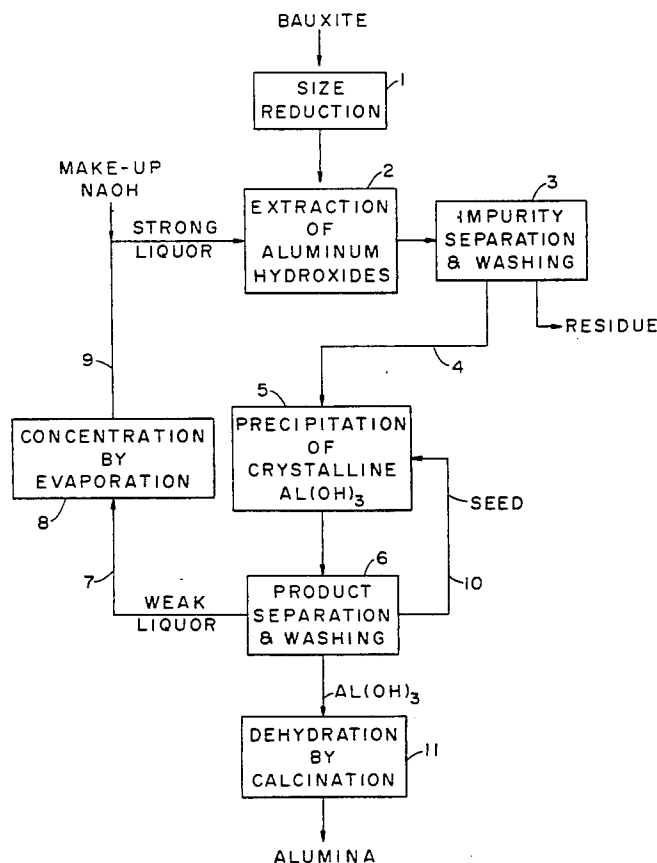 BAUXITE
1
SIZE
REDUCTION
MAKE-UP
NAOH
2
3
STRONG
LIQUOR
EXTRACTION
OF
ALUMINUM
HYDROXIDES
IMPURITY
SEPARATION
& WASHING
RESIDUE
4
9
5
PRECIPITATION
OF
CRYSTALLINE
AL(OH)3
CONCENTRATION
BY
EVAPORATION
8
SEED
10
7
WEAK
LIQUOR
6
PRODUCT
SEPARATION
& WASHING
AL(OH)3
DEHYDRATION
BY
CALCINATION
11
ALUMINA